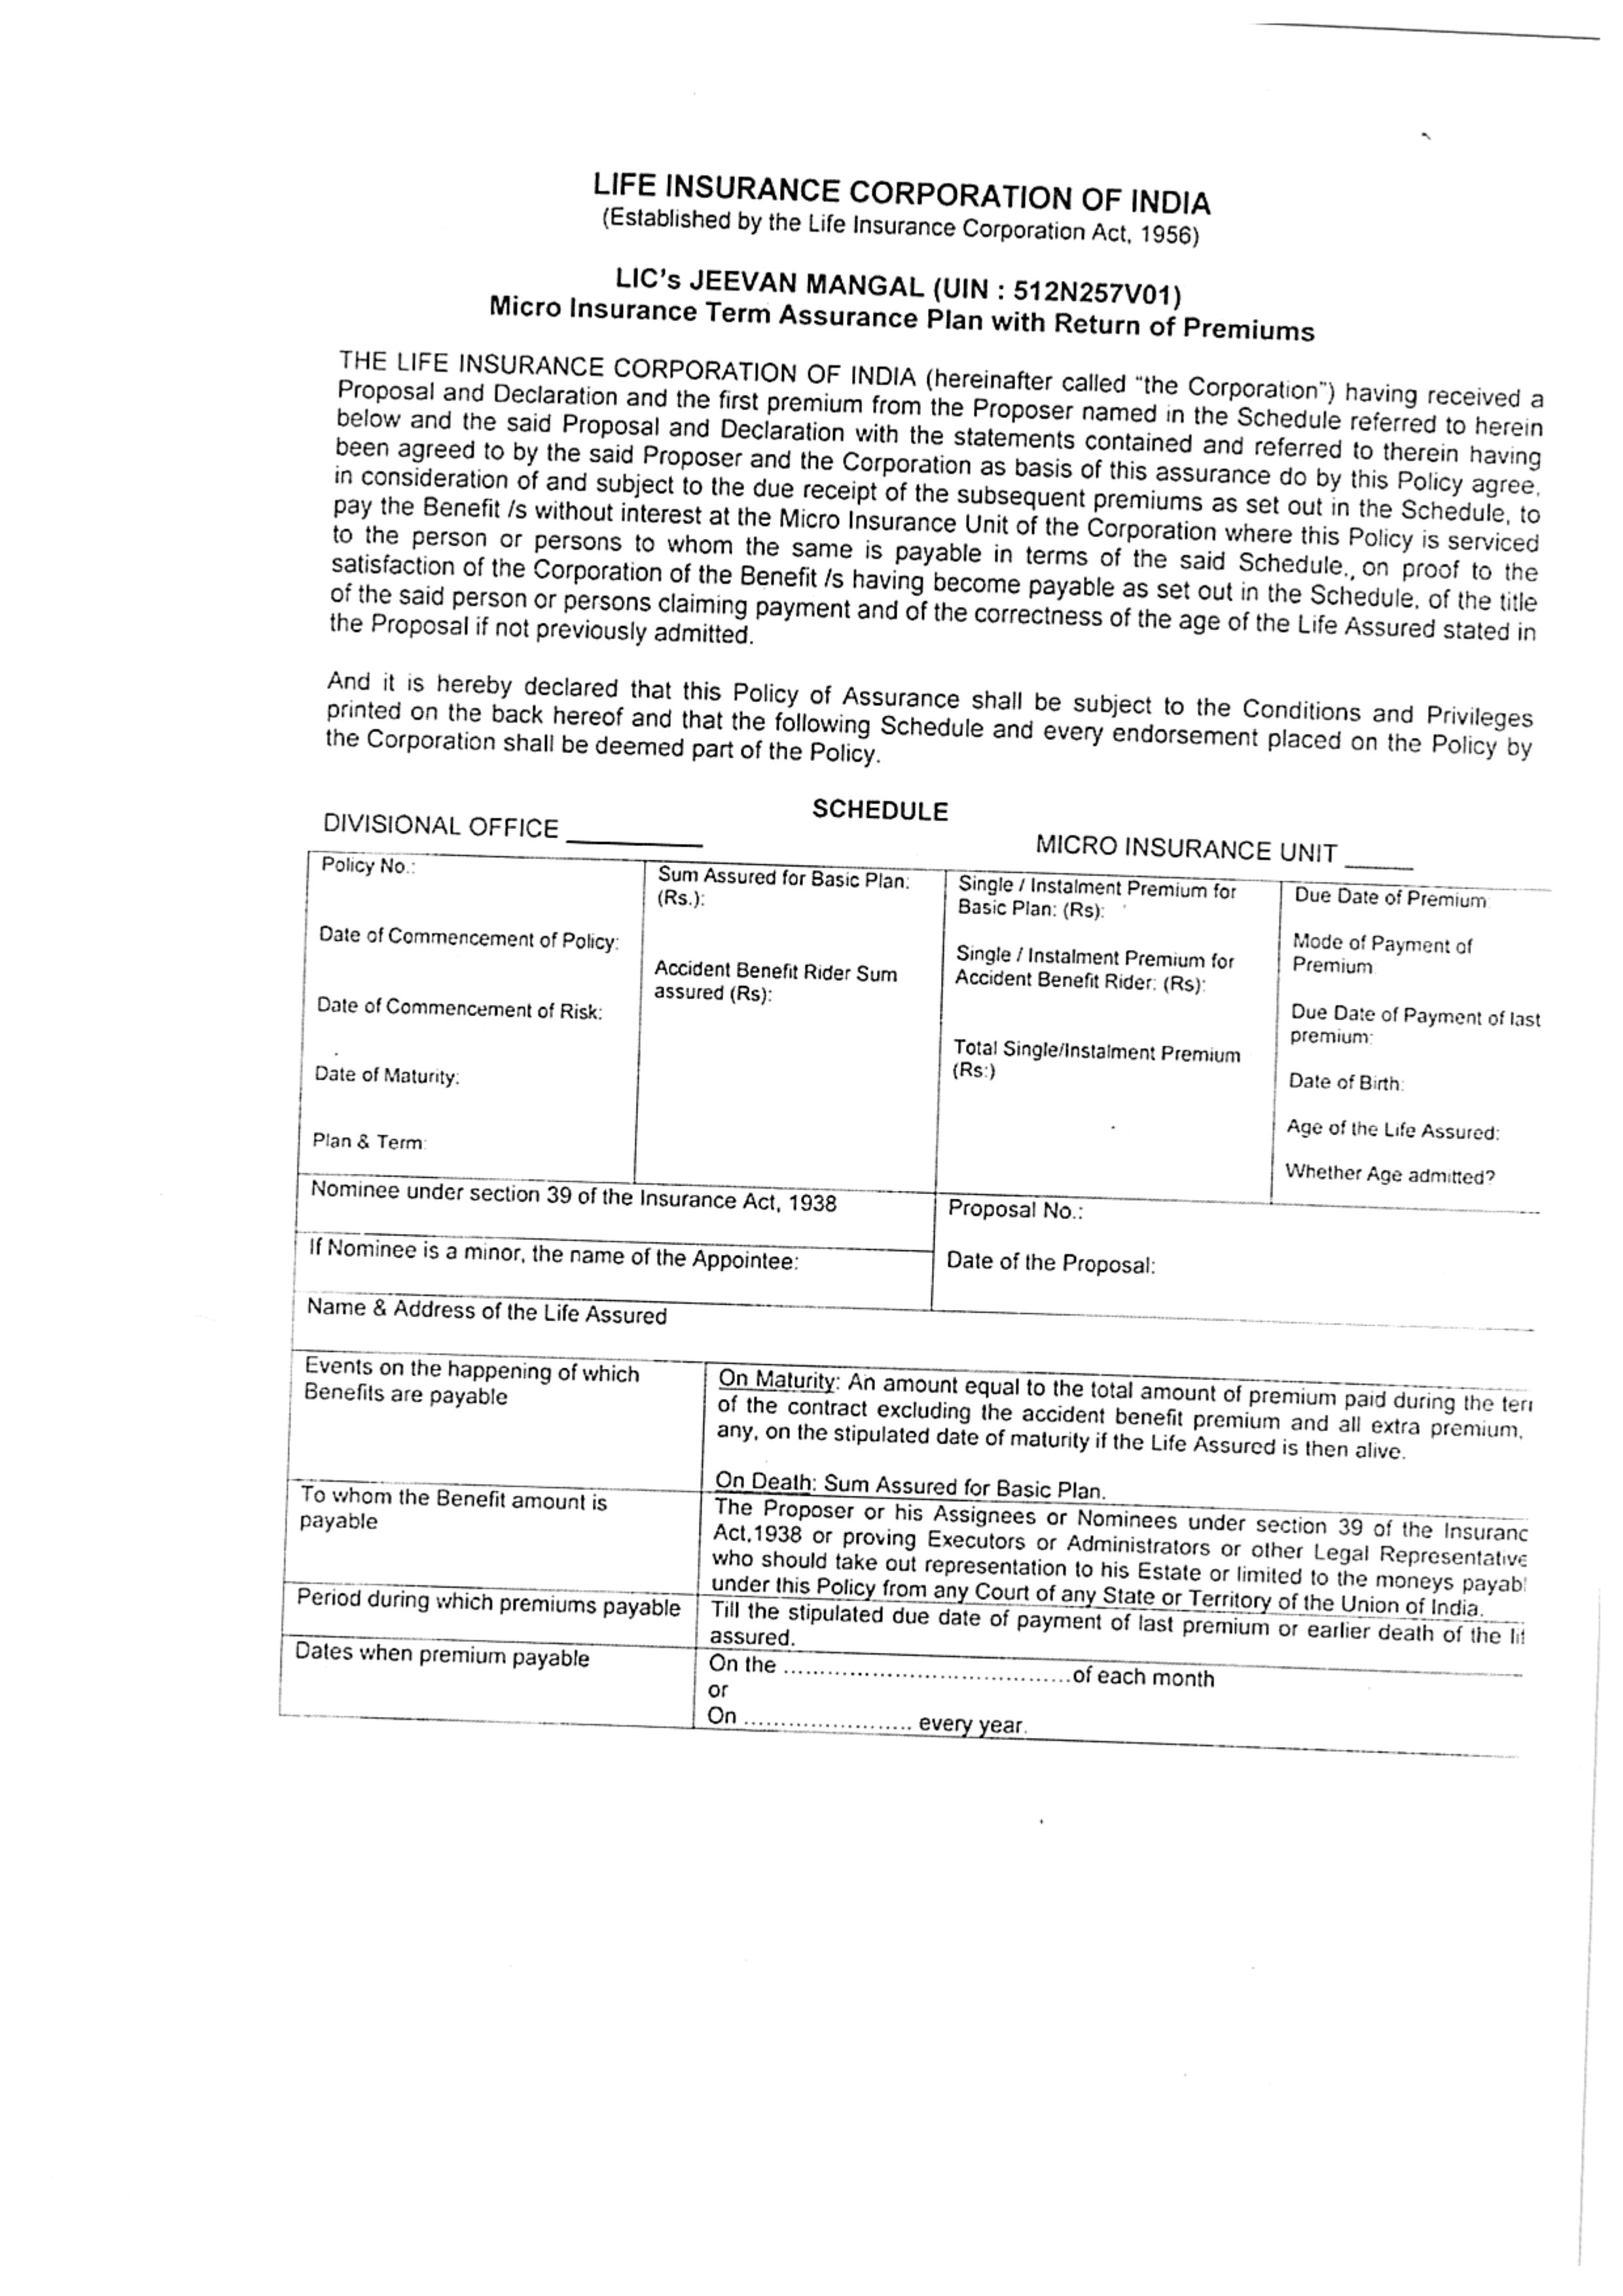 LIFE INSURANCE CORPORATION OF INDIA
(Established by the Life Insurance Corporation Act, 1956)
LIC's JEEVAN MANGAL (UIN : 512N257V01)
Micro Insurance Term Assurance Plan with Return of Premiums
THE LIFE INSURANCE CORPORATION OF INDIA (hereinafter called "the Corporation") having received a
Proposal and Declaration and the first premium from the Proposer named in the Schedule referred to herein
below and the said Proposal and Declaration with the statements contained and referred to therein having
been agreed to by the said Proposer and the Corporation as basis of this assurance do by this Policy agree,
in consideration of and subject to the due receipt of the subsequent premiums as set out in the Schedule, to
pay the Benefit /s without interest at the Micro Insurance Unit of the Corporation where this Policy is serviced
to the person or persons to whom the same is payable in terms of the said Schedule., on proof to the
satisfaction of the Corporation of the Benefit /s having become payable as set out in the Schedule, of the title
of the said person or persons claiming payment and of the correctness of the age of the Life Assured stated in
the Proposal if not previously admitted.
And it is hereby declared that this Policy of Assurance shall be subject to the Conditions and Privileges
printed on the back hereof and that the following Schedule and every endorsement placed on the Policy by
the Corporation shall be deemed part of the Policy.
SCHEDULE
DIVISIONAL OFFICE ________
MICRO INSURANCE UNIT ____
Policy No.:
Date of Commencement of Policy:
Date of Commencement of Risk:
Date of Maturity:
Plan & Term:
Sum Assured for Basic Plan:
(Rs.):
Accident Benefit Rider Sum
assured (Rs):
Single / Instalment Premium for
Basic Plan: (Rs):
Single / Instalment Premium for
Accident Benefit Rider: (Rs):
Total Single/Instalment Premium
(Rs:)
Due Date of Premium:
Mode of Payment of
Premium:
Due Date of Payment of last
premium:
Date of Birth:
Age of the Life Assured:
Whether Age admitted?
Nominee under section 39 of the Insurance Act, 1938
If Nominee is a minor, the name of the Appointee:
Proposal No.:
Date of the Proposal:
Name & Address of the Life Assured
Events on the happening of which
Benefits are payable
On Maturity: An amount equal to the total amount of premium paid during the
of the contract excluding the accident benefit premium and all extra premium,
any, on the stipulated date of maturity if the Life Assured is then alive.
On Death: Sum Assured for Basic Plan.
To whom the Benefit amount is
payable
The Proposer or his Assignees or Nominees under section 39 of the Insuranc
Act,1938 or proving Executors or Administrators or other Legal Representative
who should take out representation to his Estate or limited to the moneys payabl
under this Policy from any Court of any State or Territory of the Union of India.
Period during which premiums payable
Till the stipulated due date of payment of last premium or earlier death of the
assured.
Dates when premium payable
On the .......................................of each month
or
On ....................... every year.